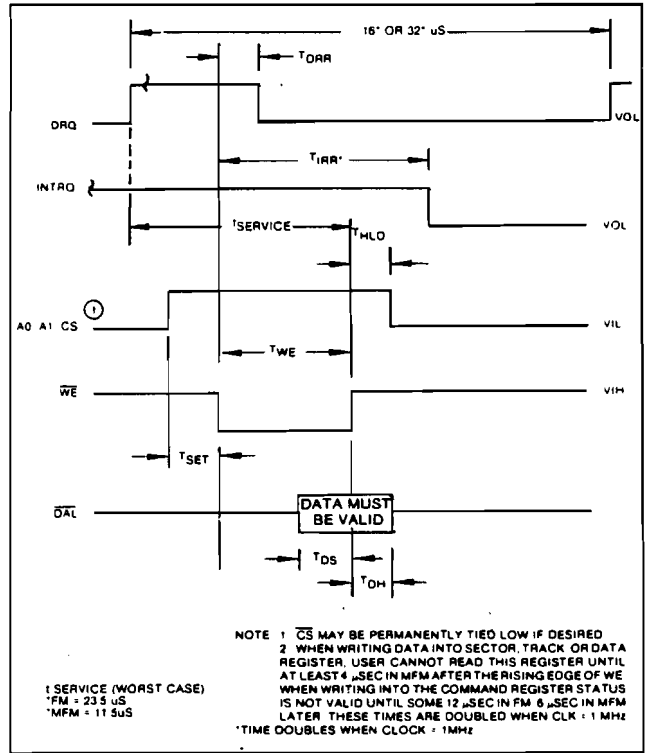 16* OR 32* uS
TDRR
DRQ
VOL
TIRR*
INTRQ
VOL
tSERVICE
THLD
1
A0 A1 CS
VIL
TWE
WE
VIH
TSET
DAL
DATA MUST
BE VALID
TDS
TDH
NOTE 1 CS MAY BE PERMANENTLY TIED LOW IF DESIRED
2 WHEN WRITING DATA INTO SECTOR, TRACK OR DATA
REGISTER, USER CANNOT READ THIS REGISTER UNTIL
AT LEAST 4 µSEC IN MFM AFTER THE RISING EDGE OF WE
WHEN WRITING INTO THE COMMAND REGISTER STATUS
IS NOT VALID UNTIL SOME 12 µSEC IN FM 6 µSEC IN MFM
LATER THESE TIMES ARE DOUBLED WHEN CLK = 1 MHz
*TIME DOUBLES WHEN CLOCK = 1MHz
t SERVICE (WORST CASE)
*FM = 23.5 uS
*MFM = 11.5uS